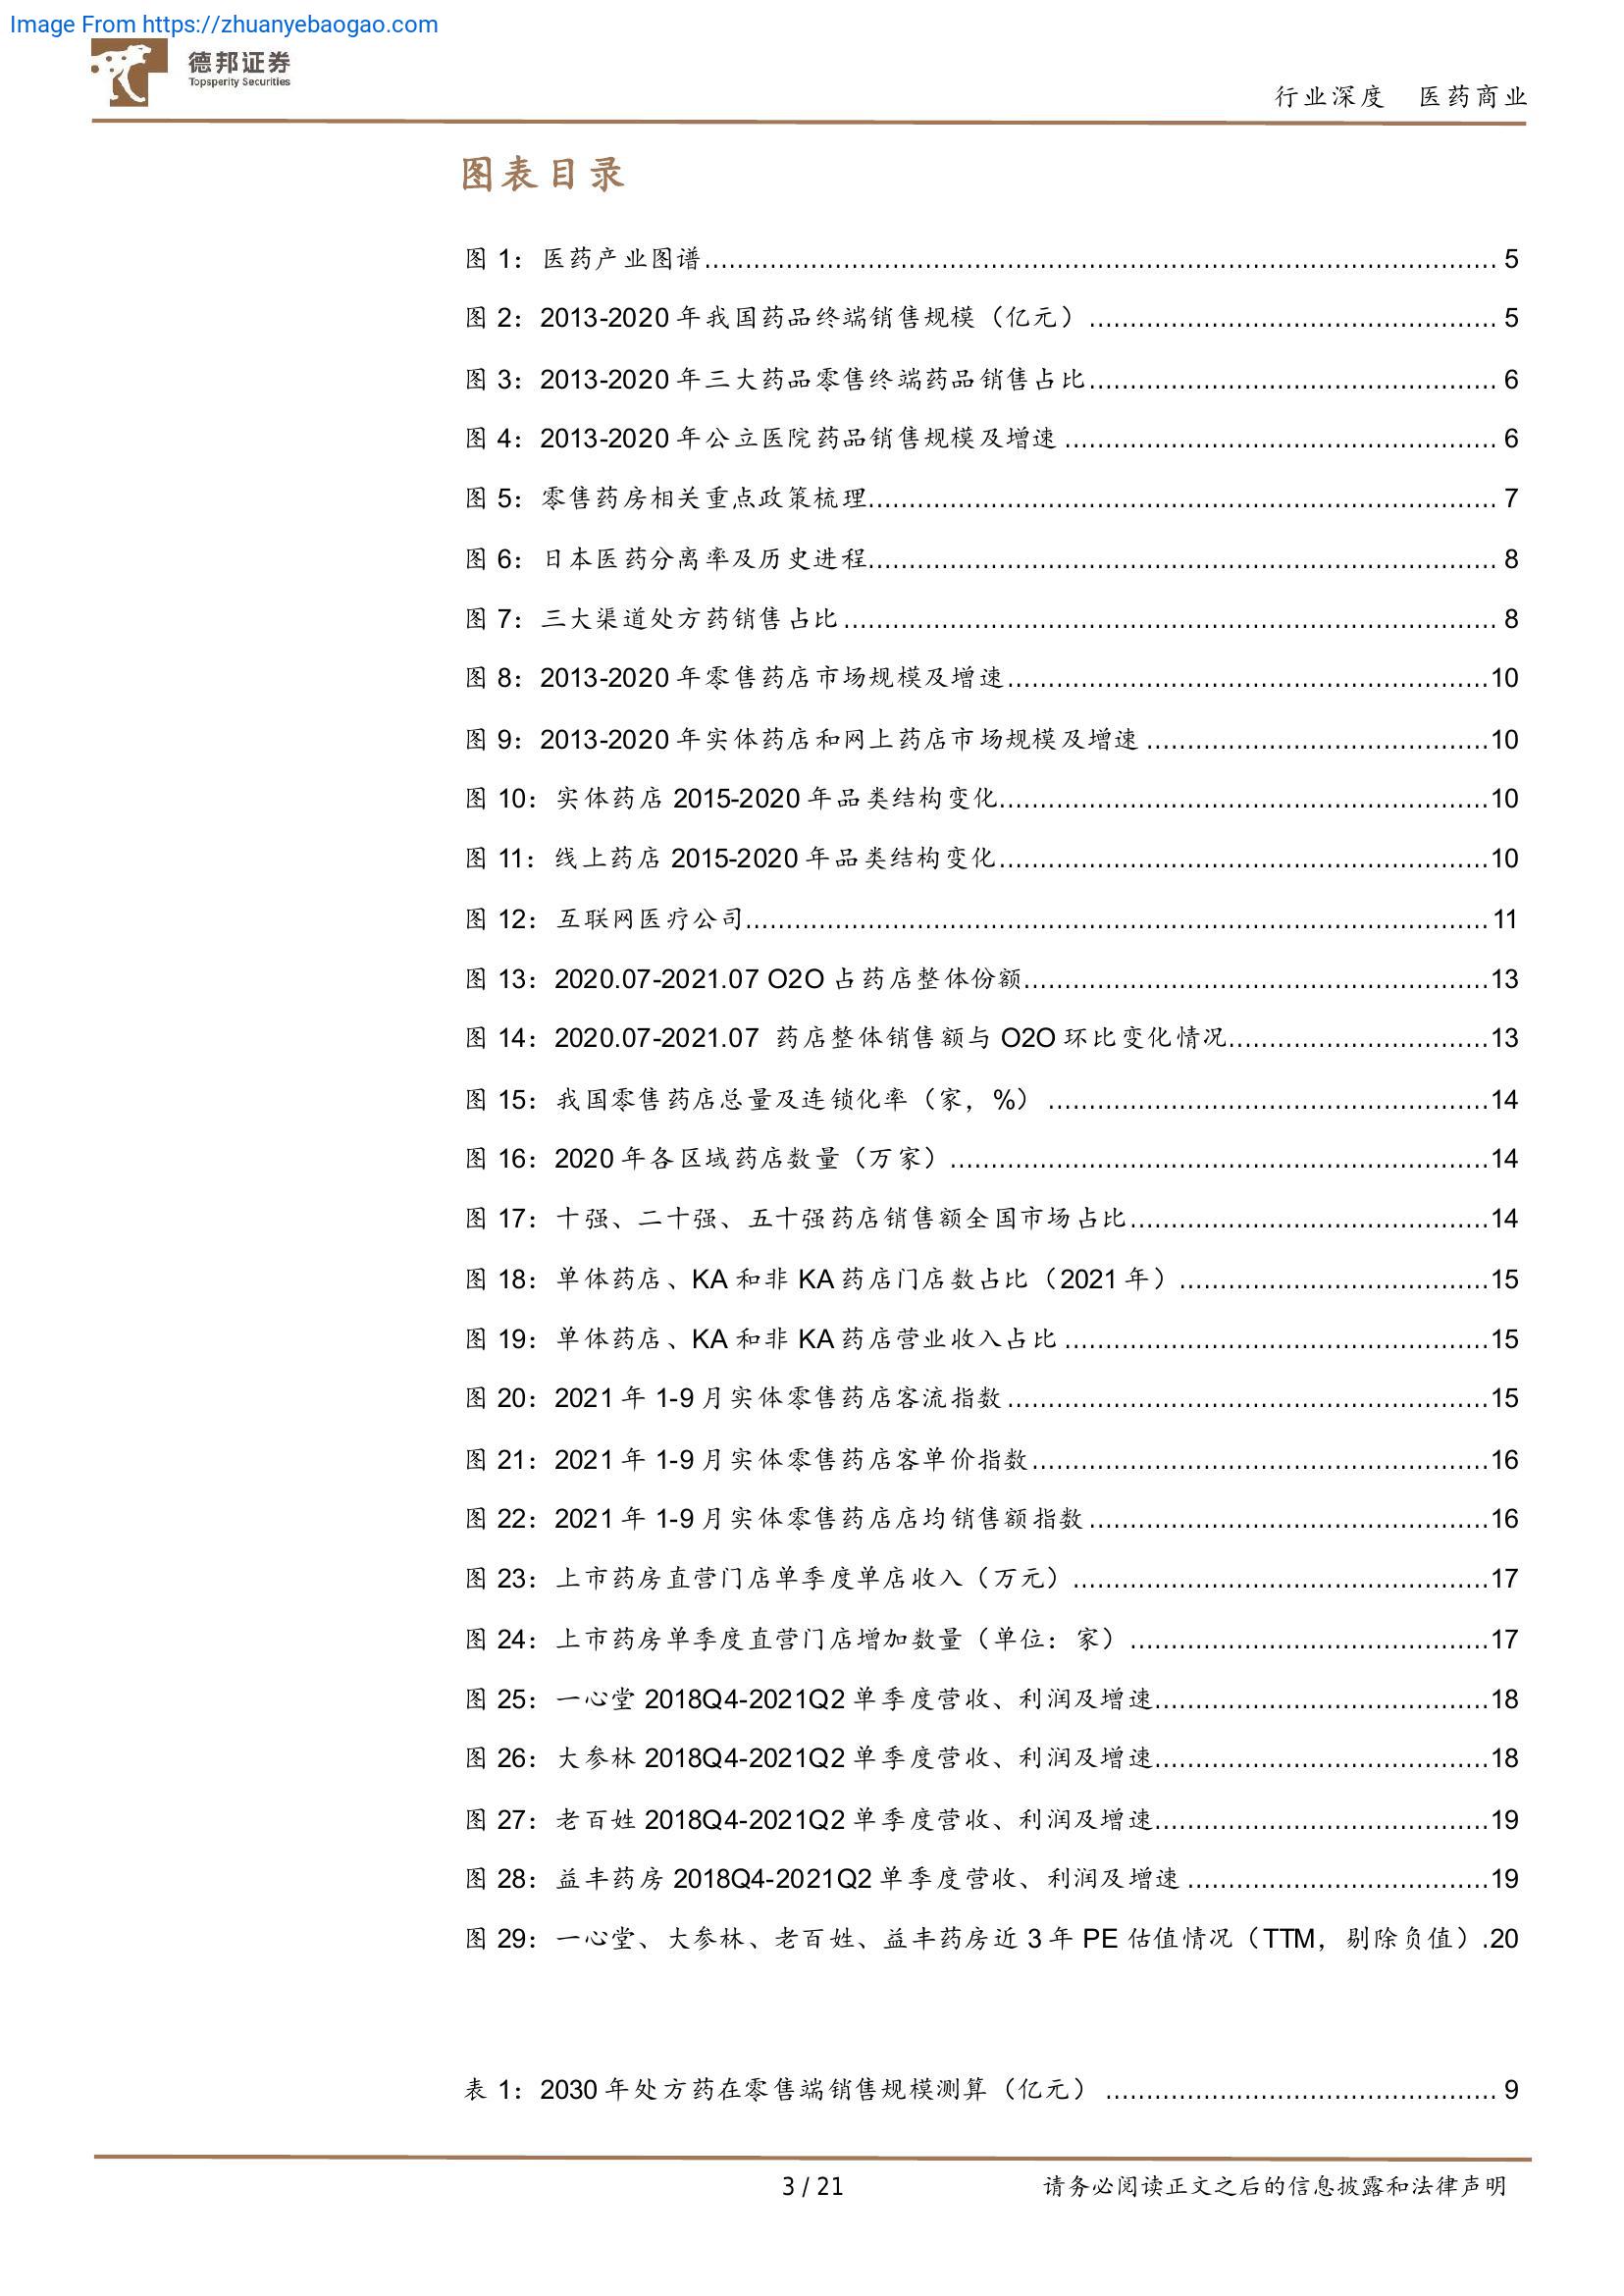 Image From https://zhuanyebaogao.com
德邦证券
Topsperity Securities
行业深度 医药商业
图表目录
图 1：医药产业图谱 5
图 2：2013-2020 年我国药品终端销售规模（亿元） 5
图 3：2013-2020 年三大药品零售终端药品销售占比 6
图 4：2013-2020 年公立医院药品销售规模及增速 6
图 5：零售药房相关重点政策梳理 7
图 6：日本医药分离率及历史进程 8
图 7：三大渠道处方药销售占比 8
图 8：2013-2020 年零售药店市场规模及增速 10
图 9：2013-2020 年实体药店和网上药店市场规模及增速 10
图 10：实体药店 2015-2020 年品类结构变化 10
图 11：线上药店 2015-2020 年品类结构变化 10
图 12：互联网医疗公司 11
图 13：2020.07-2021.07 O2O 占药店整体份额 13
图 14：2020.07-2021.07 药店整体销售额与 O2O 环比变化情况 13
图 15：我国零售药店总量及连锁化率（家，%） 14
图 16：2020 年各区域药店数量（万家） 14
图 17：十强、二十强、五十强药店销售额全国市场占比 14
图 18：单体药店、KA 和非 KA 药店门店数占比（2021 年） 15
图 19：单体药店、KA 和非 KA 药店营业收入占比 15
图 20：2021 年 1-9 月实体零售药店客流指数 15
图 21：2021 年 1-9 月实体零售药店客单价指数 16
图 22：2021 年 1-9 月实体零售药店店均销售额指数 16
图 23：上市药房直营门店单季度单店收入（万元） 17
图 24：上市药房单季度直营门店增加数量（单位：家） 17
图 25：一心堂 2018Q4-2021Q2 单季度营收、利润及增速 18
图 26：大参林 2018Q4-2021Q2 单季度营收、利润及增速 18
图 27：老百姓 2018Q4-2021Q2 单季度营收、利润及增速 19
图 28：益丰药房 2018Q4-2021Q2 单季度营收、利润及增速 19
图 29：一心堂、大参林、老百姓、益丰药房近 3 年 PE 估值情况（TTM，剔除负值） 20
表 1：2030 年处方药在零售端销售规模测算（亿元） 9
3 / 21 请务必阅读正文之后的信息披露和法律声明